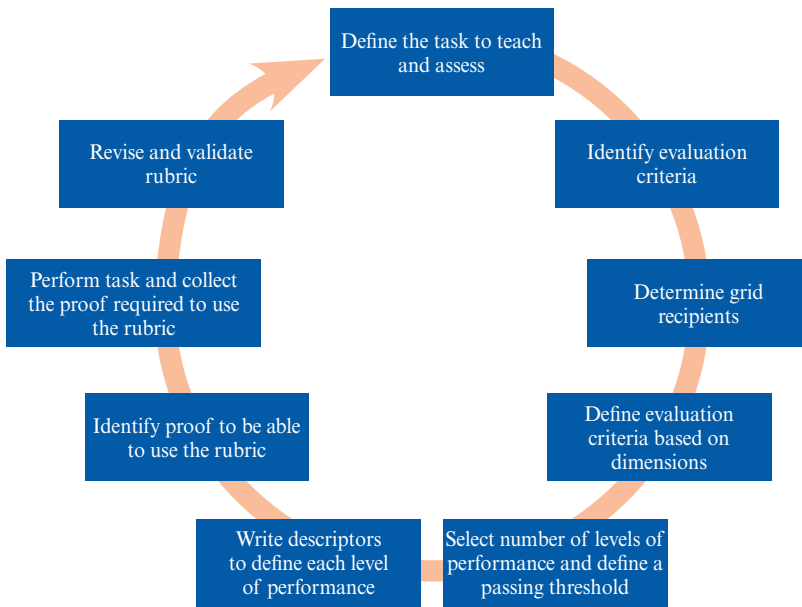 Define the task to teach
and assess
Identify evaluation
criteria
Determine grid
recipients
Define evaluation
criteria based on
dimensions
Select number of levels of
performance and define a
passing threshold
Write descriptors
to define each level
of performance
Identify proof to be able
to use the rubric
Perform task and collect
the proof required to use
the rubric
Revise and validate
rubric